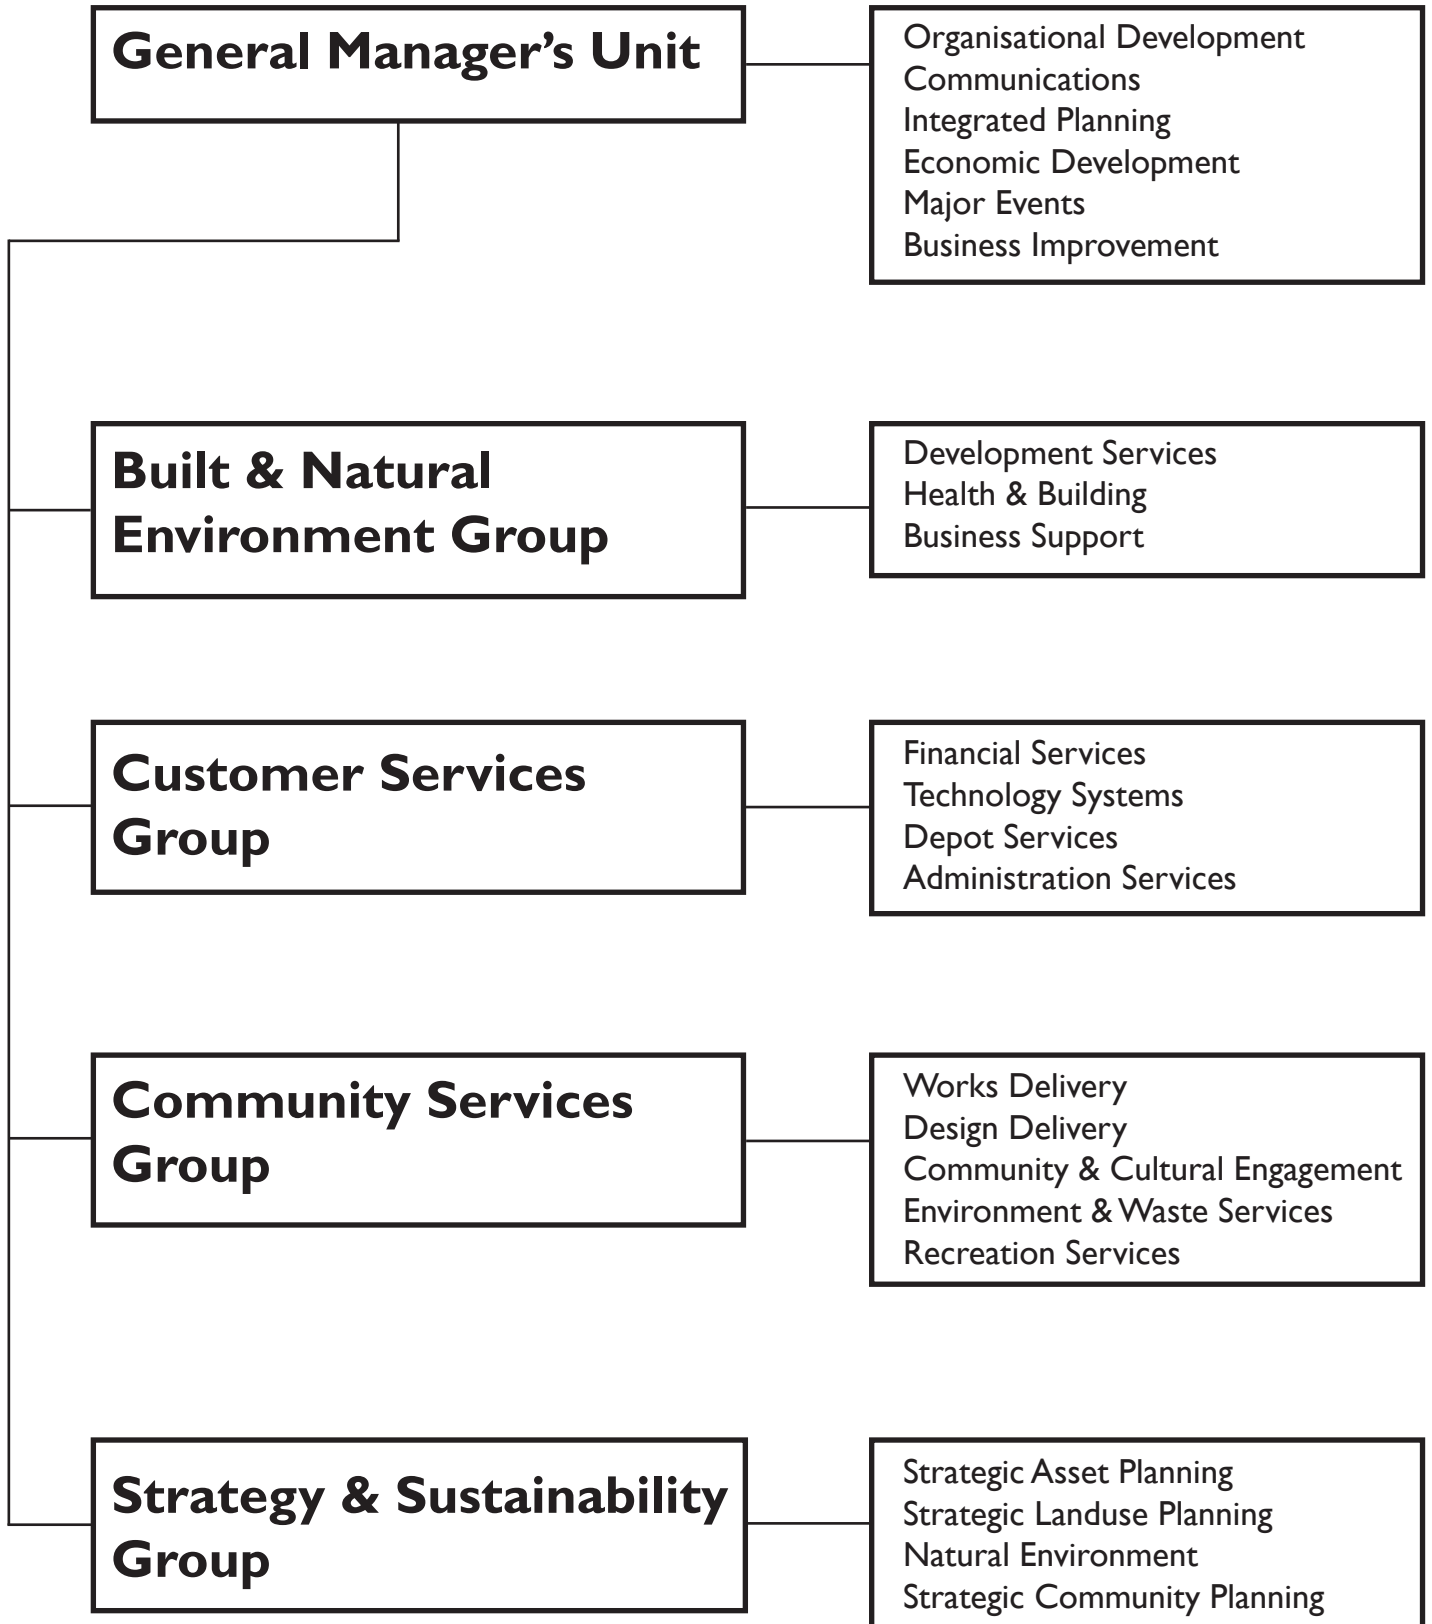 General Manager’s Unit
Organisational Development
Communications
Integrated Planning
Economic Development
Major Events
Business Improvement
Built & Natural
Environment Group
Development Services
Health & Building
Business Support
Customer Services
Group
Financial Services
Technology Systems
Depot Services
Administration Services
Community Services
Group
Works Delivery
Design Delivery
Community & Cultural Engagement
Environment & Waste Services
Recreation Services
Strategy & Sustainability
Group
Strategic Asset Planning
Strategic Landuse Planning
Natural Environment
Strategic Community Planning